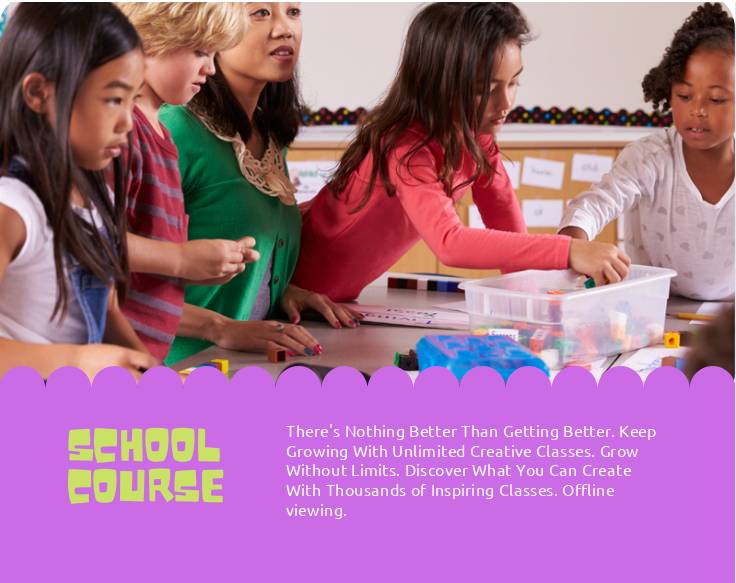 SCHOOL
COURSE
There's Nothing Better Than Getting Better. Keep
Growing With Unlimited Creative Classes. Grow
Without Limits. Discover What You Can Create
With Thousands of Inspiring Classes. Offline
viewing.